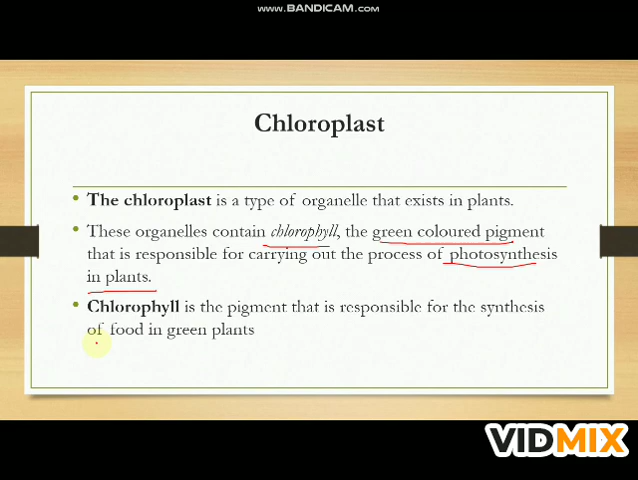 WWW.BANDICAM.COM
Chloroplast
• The chloroplast is a type of organelle that exists in plants.
• These organelles contain chlorophyll, the green coloured pigment
that is responsible for carrying out the process of photosynthesis
in plants.
• Chlorophyll is the pigment that is responsible for the synthesis
of food in green plants
VIDMIX